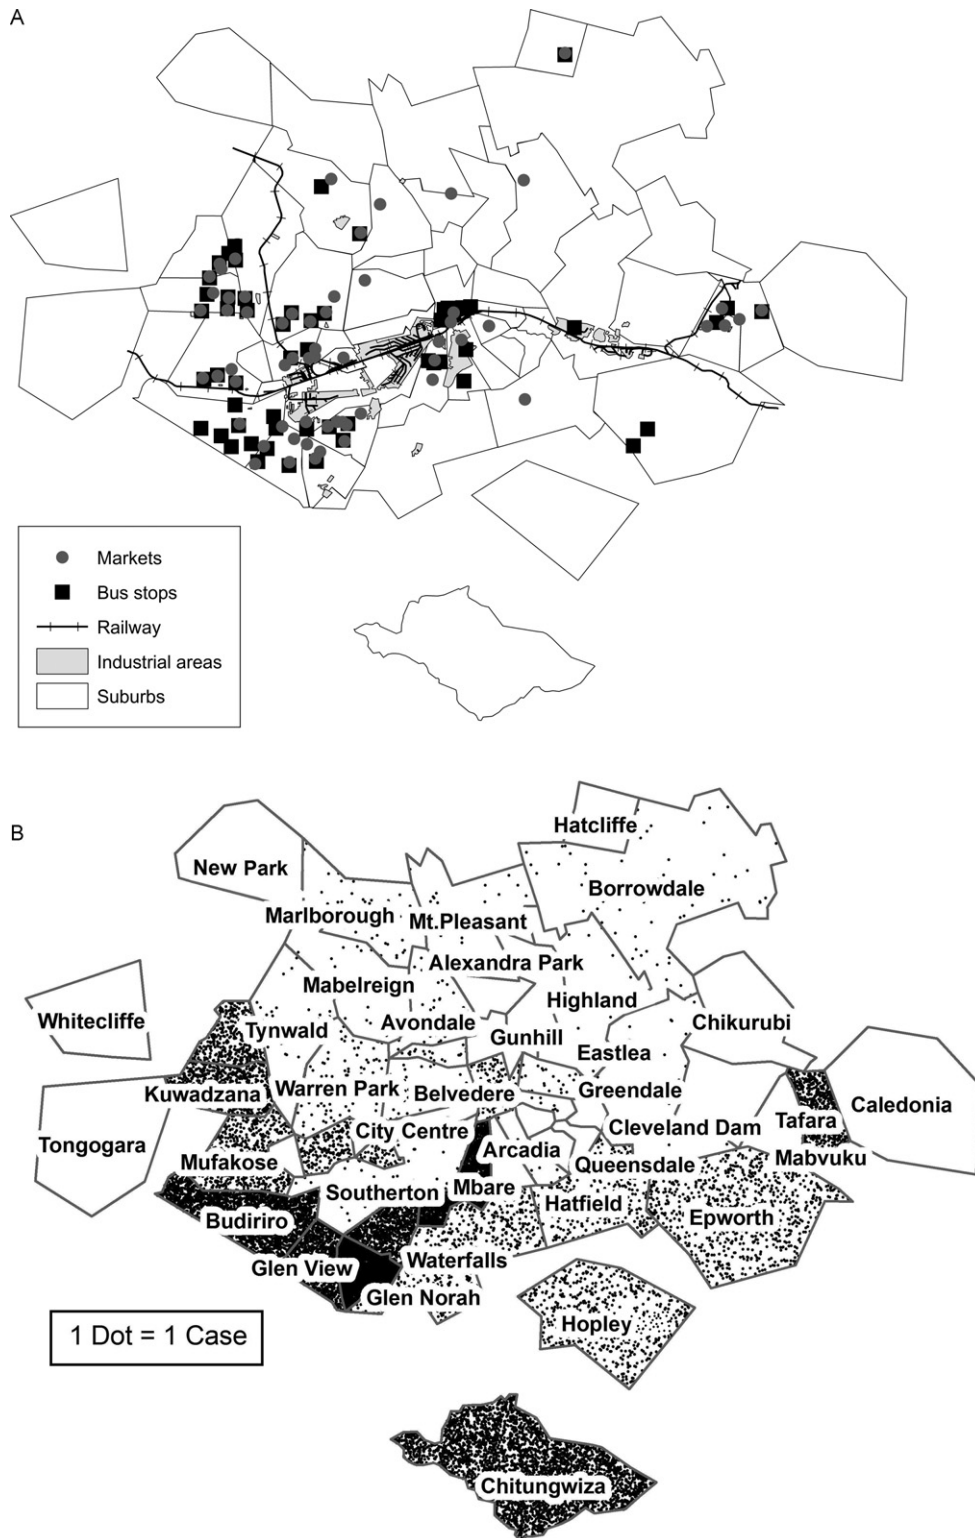 A
Markets
Bus stops
Railway
Industrial areas
Suburbs
B
Hatcliffe
New Park
Borrowdale
Marlborough
Mt.Pleasant
Alexandra Park
Mabelreign
Highland
Whitecliffe
Tynwald
Avondale
Gunhill
Chikurubi
Eastlea
Kuwadzana
Warren Park
Belvedere
Greendale
Caledonia
Tongogara
City Centre
Cleveland Dam
Tafara
Mufakose
Arcadia
Queensdale
Mabvuku
Southerton
Mbare
Hatfield
Budiriro
Epworth
Glen View
Waterfalls
Glen Norah
Hopley
1 Dot = 1 Case
Chitungwiza